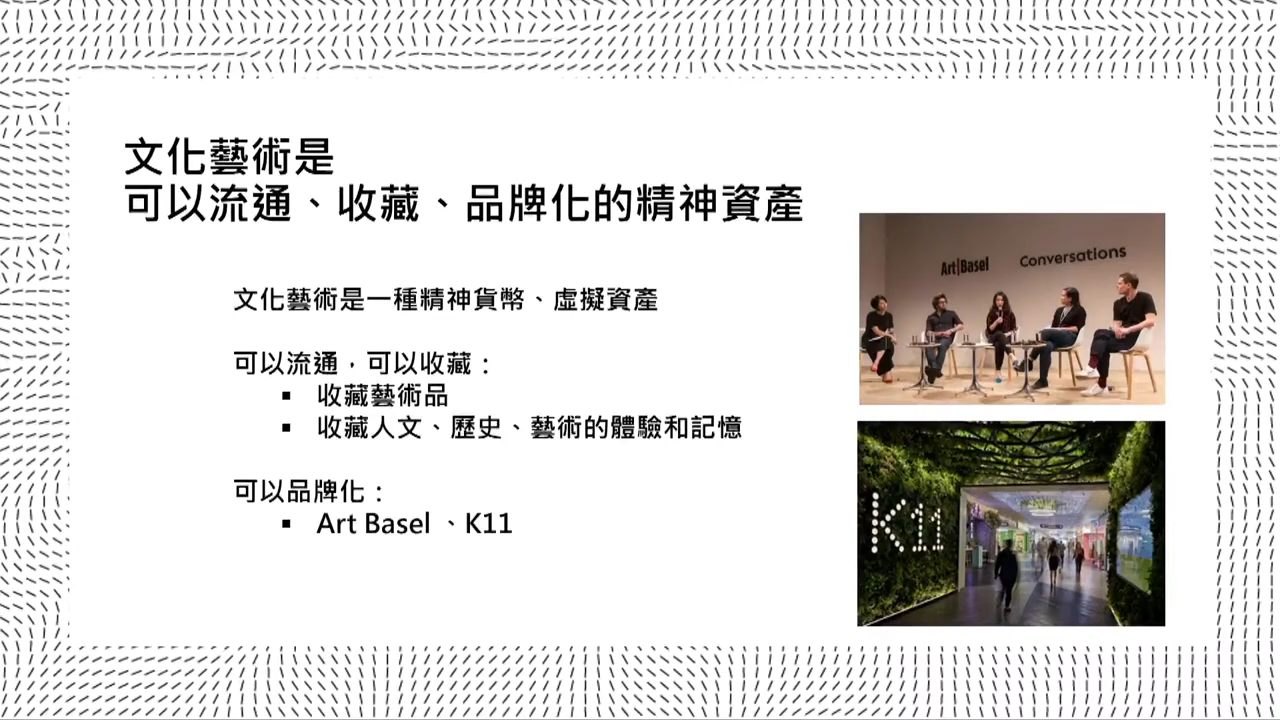 文化藝術是
可以流通、收藏、品牌化的精神資產
文化藝術是一種精神貨幣、虛擬資產
可以流通，可以收藏：
▪ 收藏藝術品
▪ 收藏人文、歷史、藝術的體驗和記憶
可以品牌化：
▪ Art Basel 、K11
Art|Basel Conversations
K11